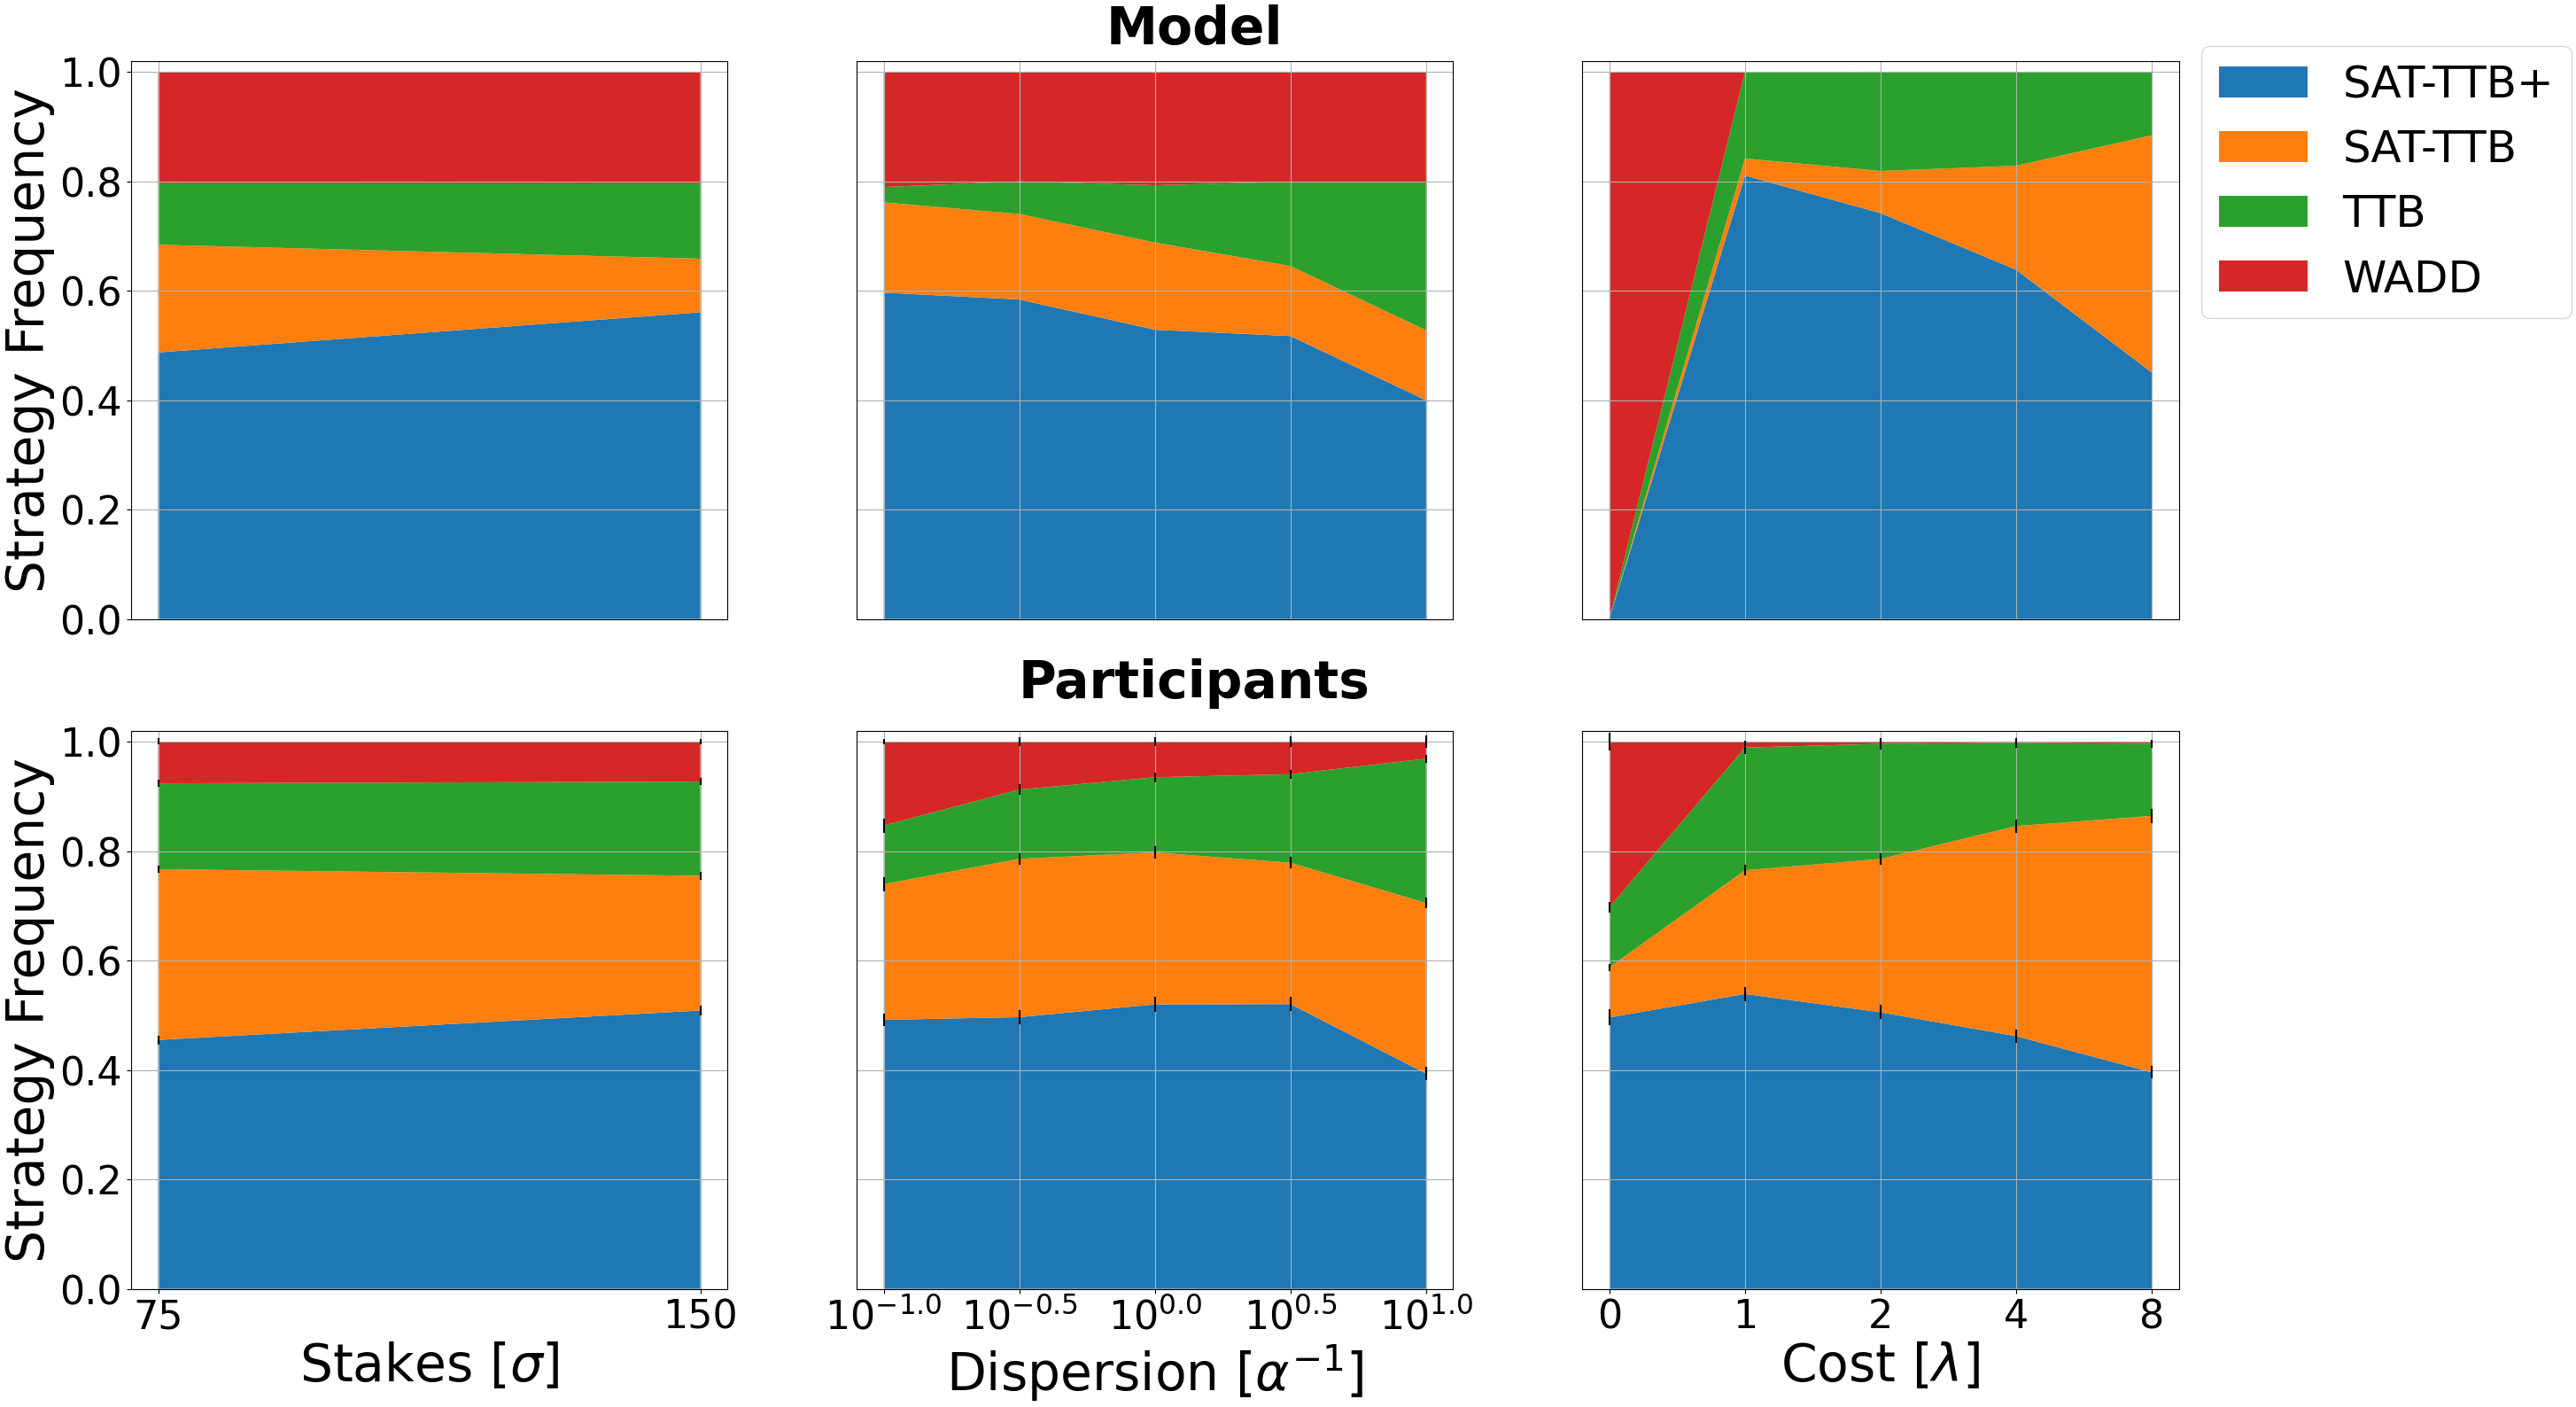 Model
Strategy Frequency
1.0
0.8
0.6
0.4
0.2
0.0
SAT-TTB+
SAT-TTB
TTB
WADD
Participants
Strategy Frequency
1.0
0.8
0.6
0.4
0.2
0.0
75 150
Stakes [σ]
10^−1.0 10^−0.5 10^0.0 10^0.5 10^1.0
Dispersion [α^−1]
0 1 2 4 8
Cost [λ]